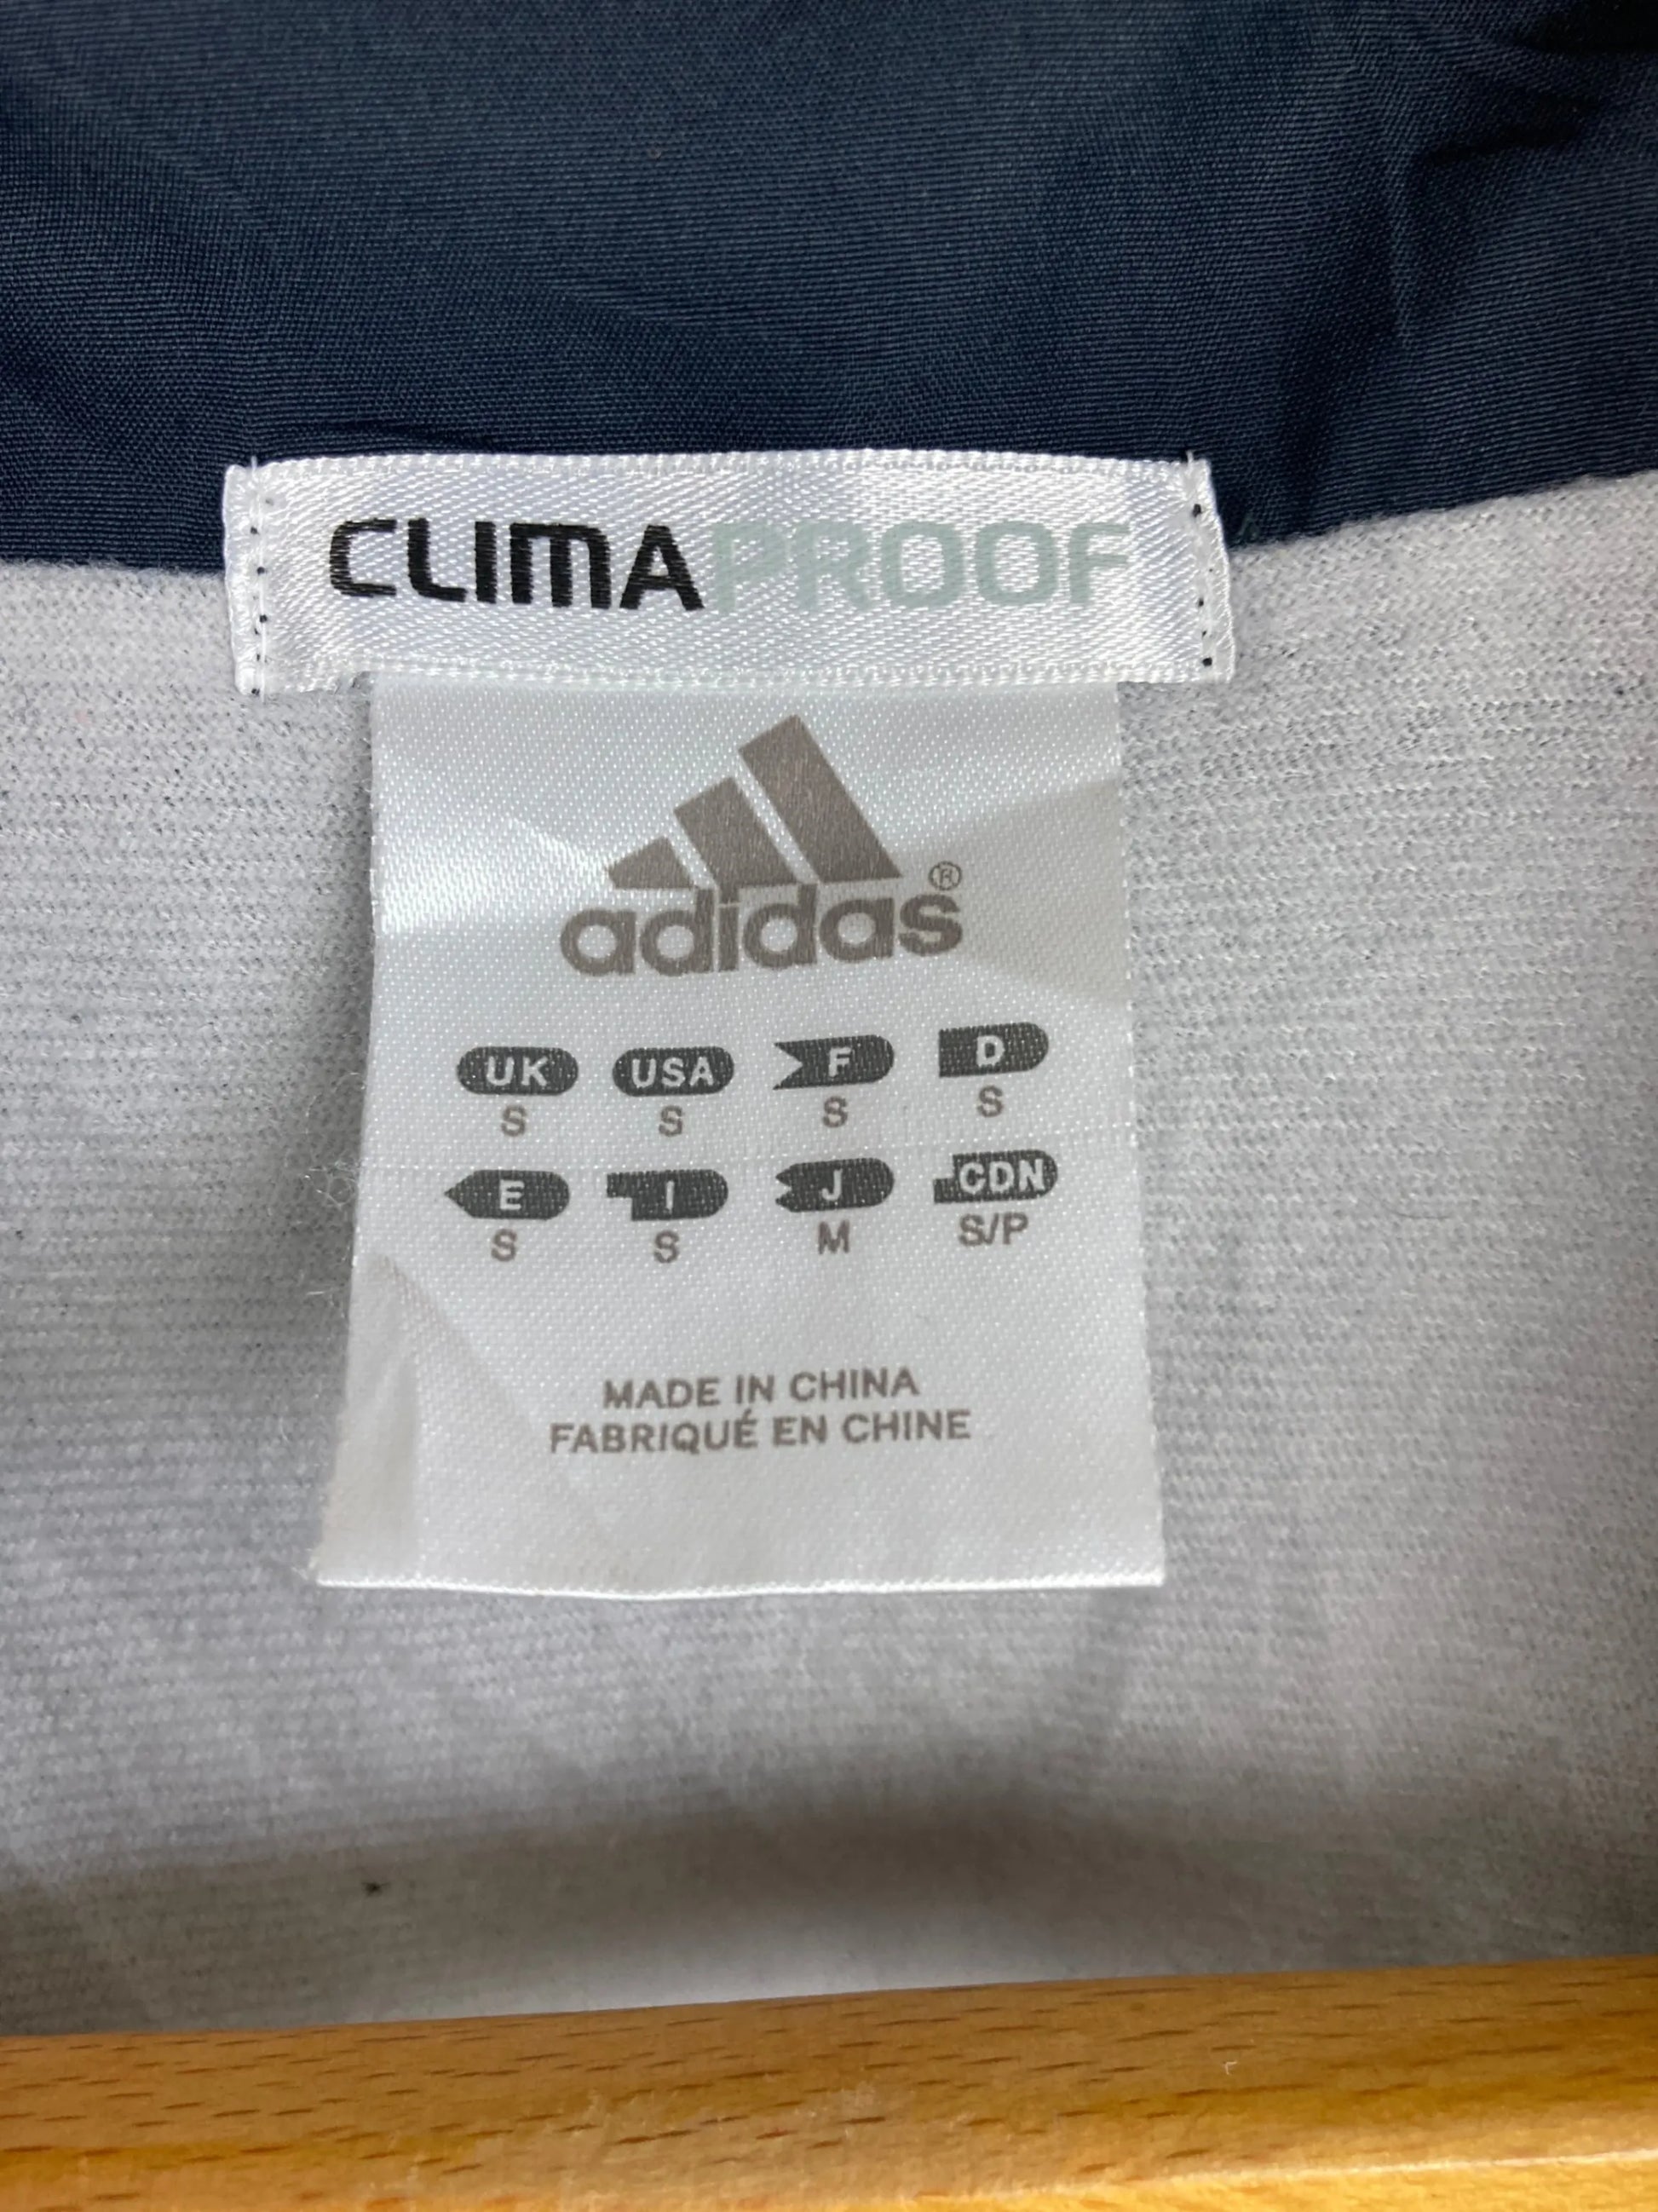 CLIMAPROOF
adidas®
UK USA F D
S S S S
E I J CDN
S S M S/P
MADE IN CHINA
FABRIQUÉ EN CHINE